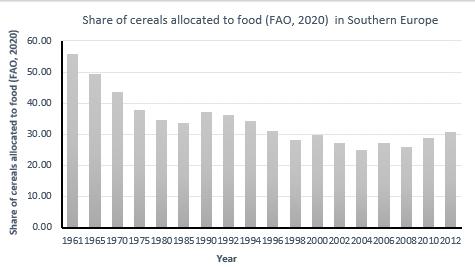 Share of cereals allocated to food (FAO, 2020)  in Southern Europe
Share of cereals allocated to food (FAO, 2020)
60.00
50.00
40.00
30.00
20.00
10.00
0.00
1961 1965 1970 1975 1980 1985 1990 1992 1994 1996 1998 2000 2002 2004 2006 2008 2010 2012
Year